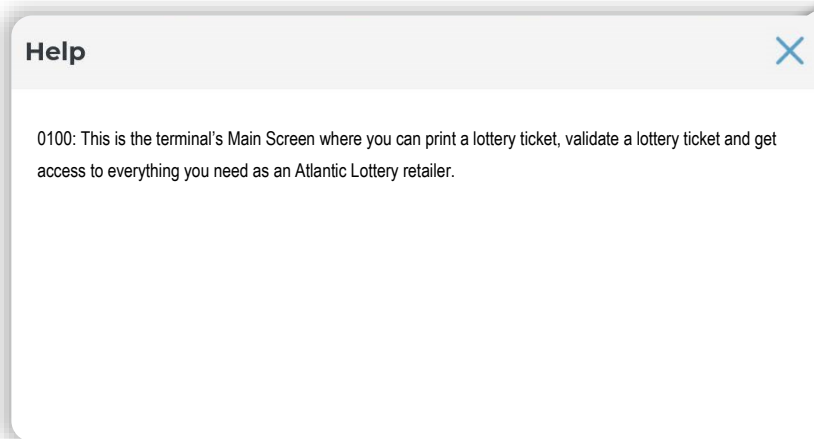 Help
0100: This is the terminal’s Main Screen where you can print a lottery ticket, validate a lottery ticket and get
access to everything you need as an Atlantic Lottery retailer.